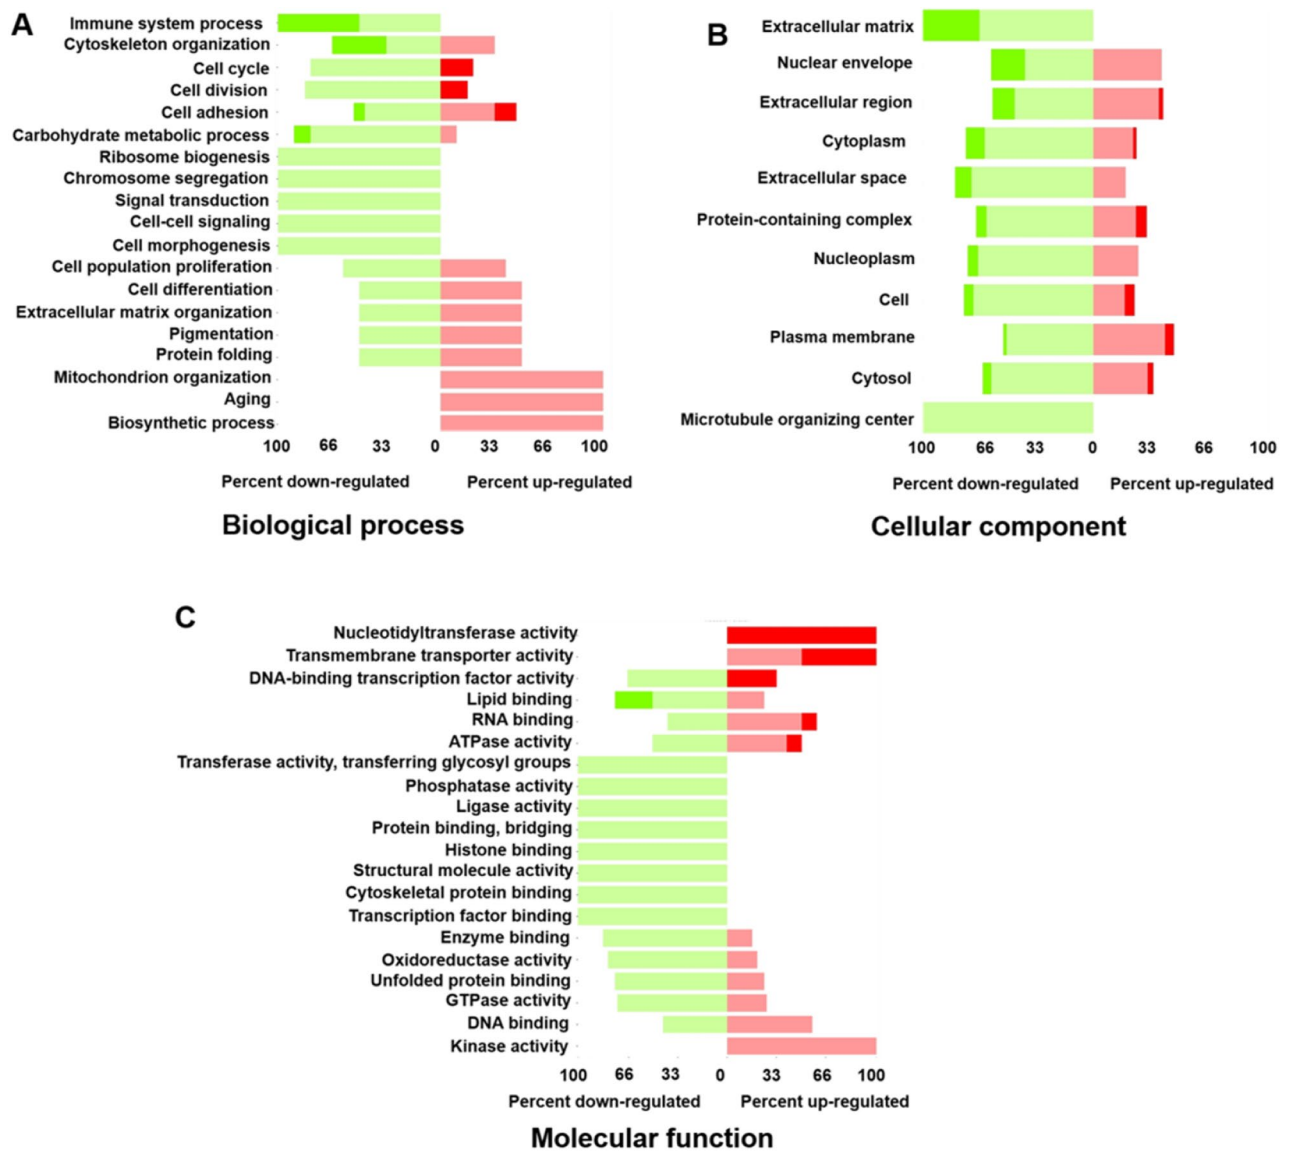 A
Immune system process
Cytoskeleton organization
Cell cycle
Cell division
Cell adhesion
Carbohydrate metabolic process
Ribosome biogenesis
Chromosome segregation
Signal transduction
Cell-cell signaling
Cell morphogenesis
Cell population proliferation
Cell differentiation
Extracellular matrix organization
Pigmentation
Protein folding
Mitochondrion organization
Aging
Biosynthetic process
100 66 33 0 33 66 100
Percent down-regulated Percent up-regulated
Biological process
B
Extracellular matrix
Nuclear envelope
Extracellular region
Cytoplasm
Extracellular space
Protein-containing complex
Nucleoplasm
Cell
Plasma membrane
Cytosol
Microtubule organizing center
100 66 33 0 33 66 100
Percent down-regulated Percent up-regulated
Cellular component
C
Nucleotidyltransferase activity
Transmembrane transporter activity
DNA-binding transcription factor activity
Lipid binding
RNA binding
ATPase activity
Transferase activity, transferring glycosyl groups
Phosphatase activity
Ligase activity
Protein binding, bridging
Histone binding
Structural molecule activity
Cytoskeletal protein binding
Transcription factor binding
Enzyme binding
Oxidoreductase activity
Unfolded protein binding
GTPase activity
DNA binding
Kinase activity
100 66 33 0 33 66 100
Percent down-regulated Percent up-regulated
Molecular function